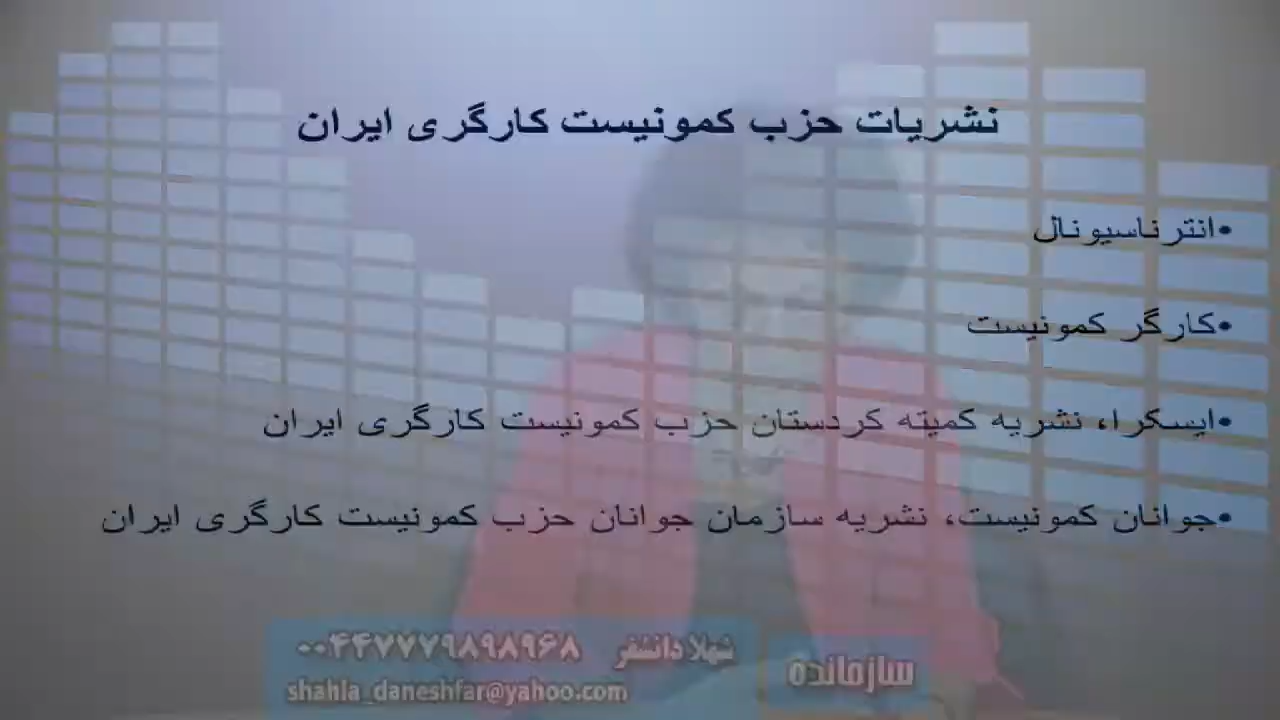 نشریات حزب کمونیست کارگری ایران
•انترناسیونال
•کارگر کمونیست
•ایسکرا، نشریه کمیته کردستان حزب کمونیست کارگری ایران
•جوانان کمونیست، نشریه سازمان جوانان حزب کمونیست کارگری ایران
سازمانده
شهلا دانشفر ۰۰۴۴۷۷۷۹۸۹۸۹۶۸
shahla_daneshfar@yahoo.com